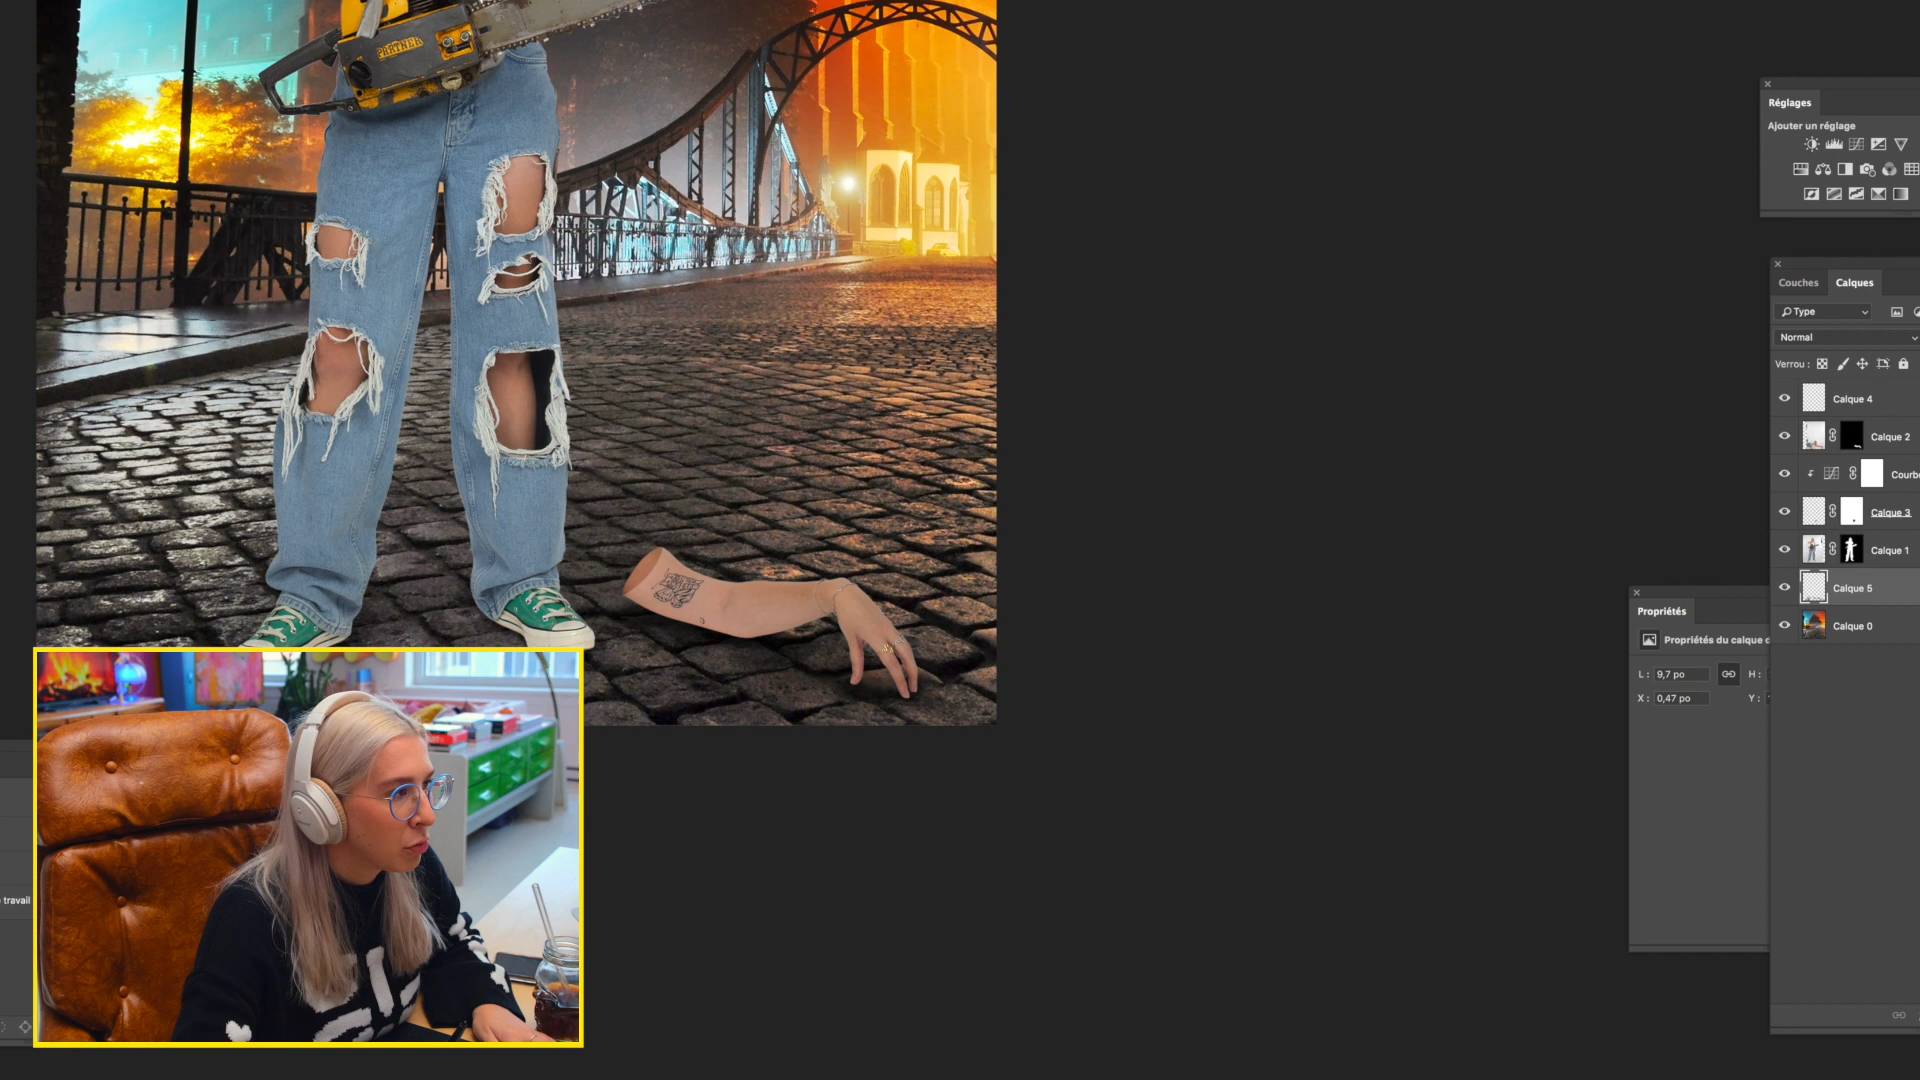 PARTNER
Réglages
Ajouter un réglage
Couches
Calques
Type
Normal
Verrou :
Calque 4
Calque 2
Courb
Calque 3
Calque 1
Calque 5
Calque 0
Propriétés
Propriétés du calque d
L : 9,7 po
H :
X : 0,47 po
Y :
travail